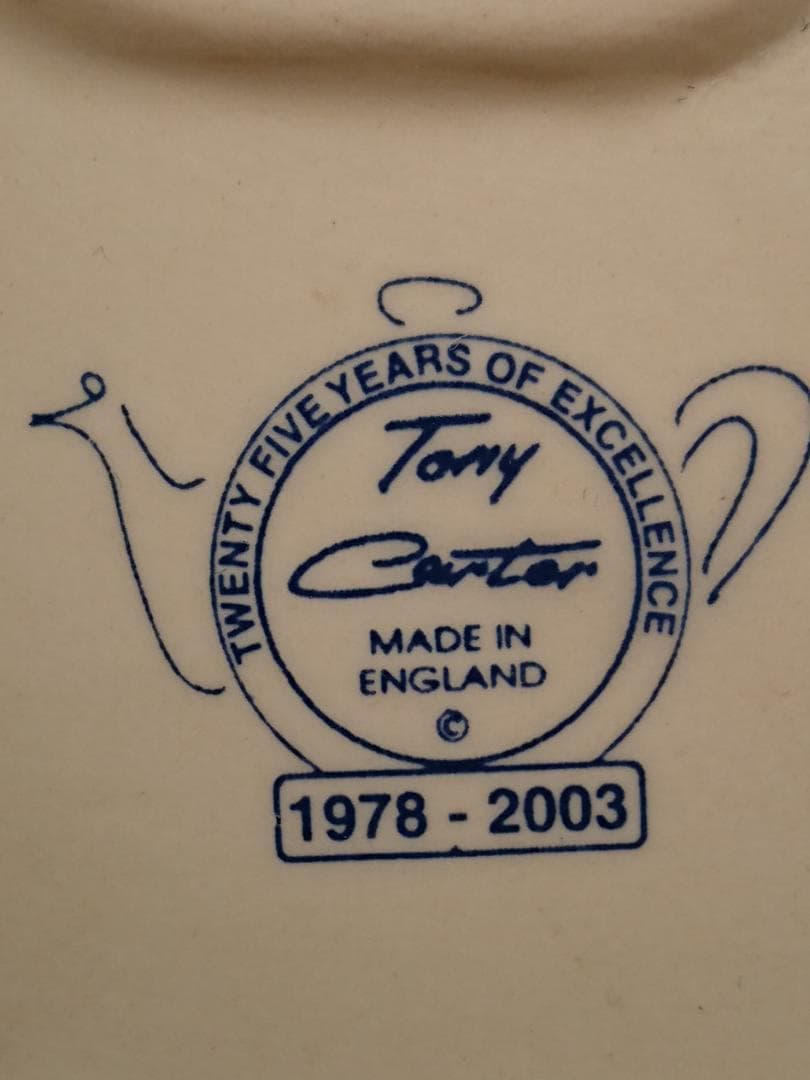 TWENTY FIVE YEARS OF EXCELLENCE
Tony
Carter
MADE IN
ENGLAND
©
1978 - 2003